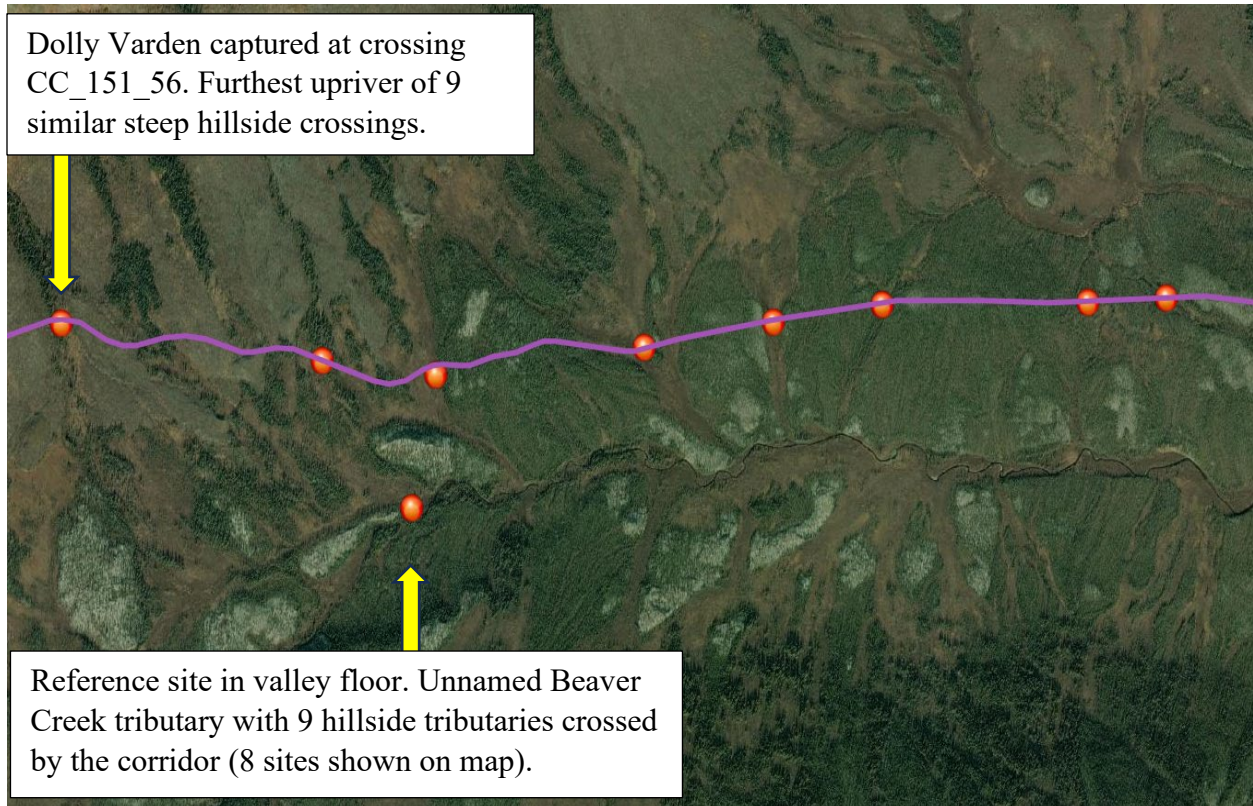 Dolly Varden captured at crossing
CC_151_56. Furthest upriver of 9
similar steep hillside crossings.
Reference site in valley floor. Unnamed Beaver
Creek tributary with 9 hillside tributaries crossed
by the corridor (8 sites shown on map).